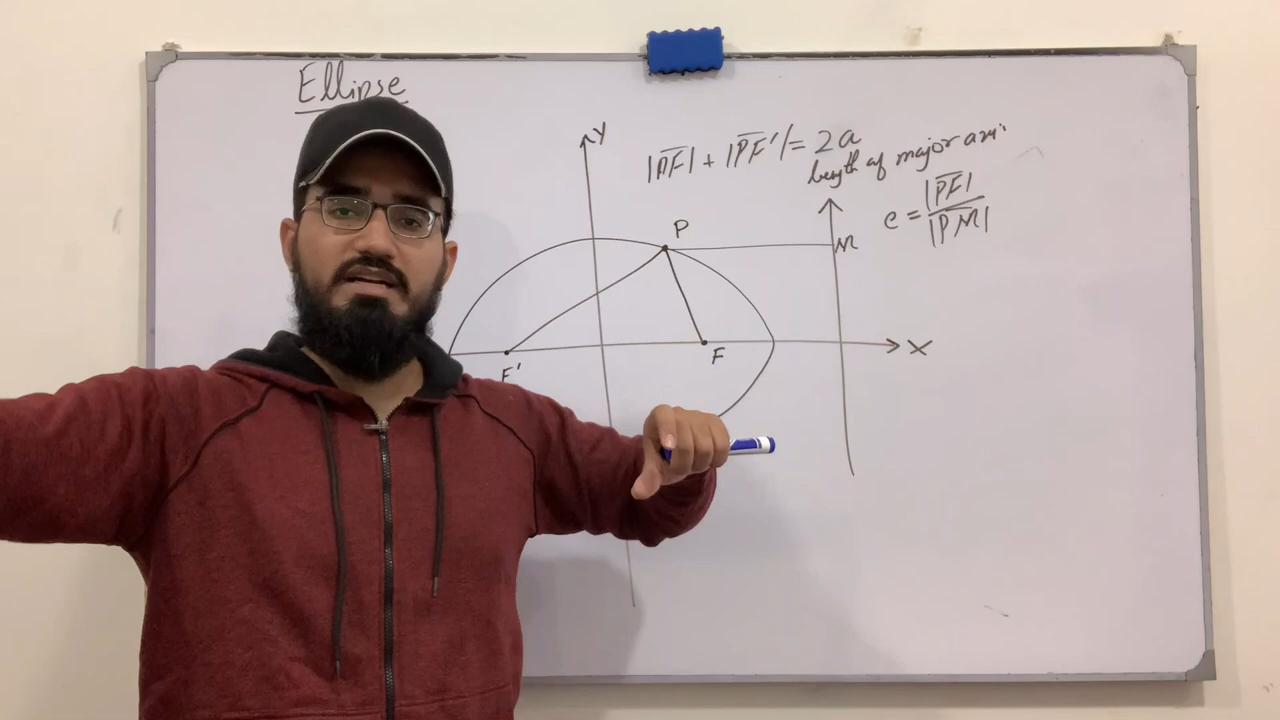 Ellipse
Y
|PF| + |PF'| = 2a
length of major axis
e = |PF| / |PM|
P
M
F
X
F'